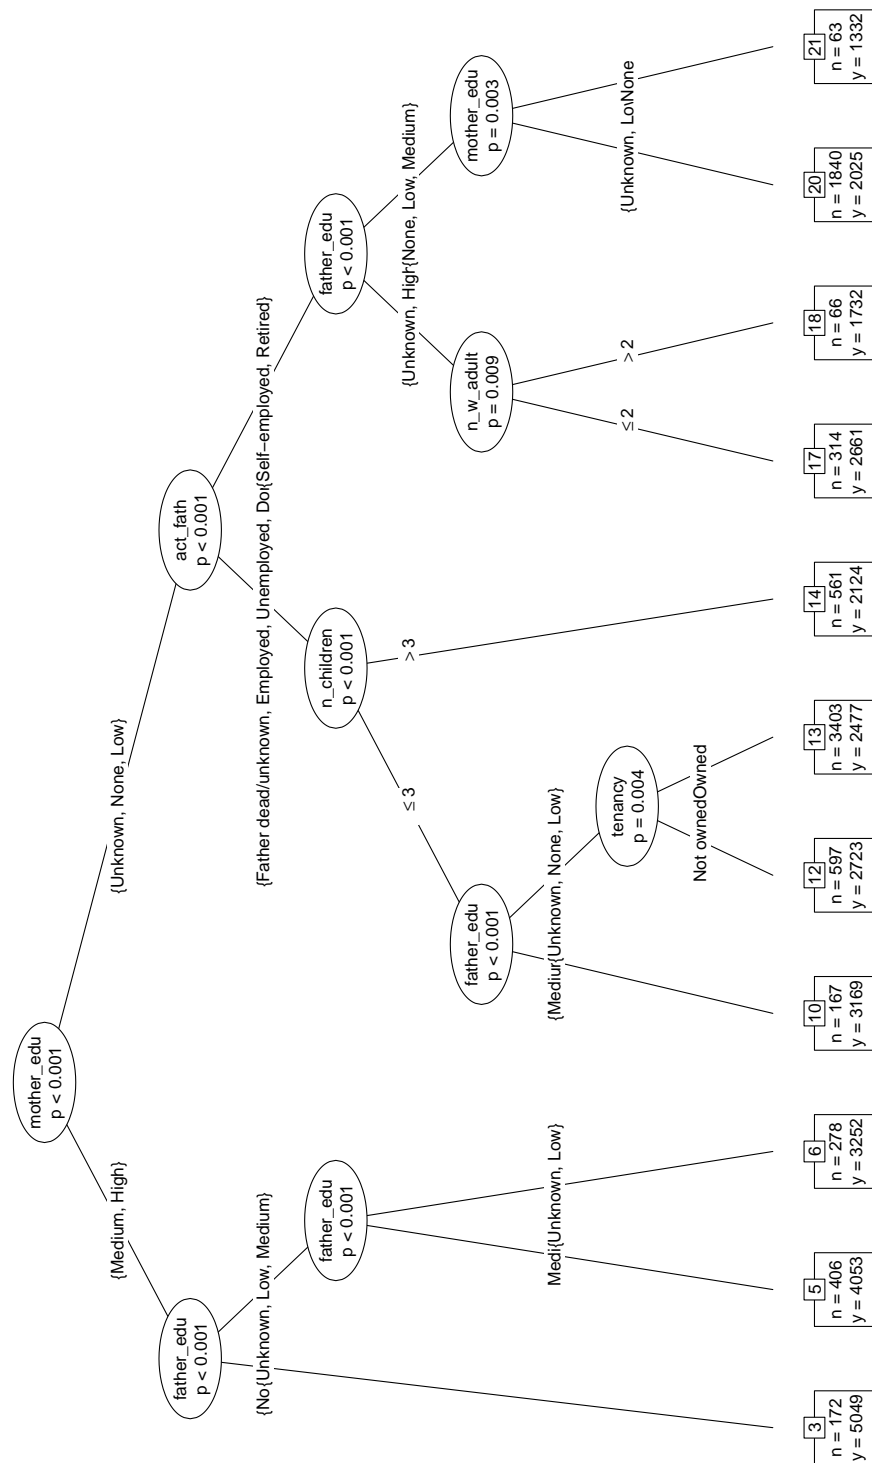 mother_edu
p < 0.001
{Medium, High}
{Unknown, None, Low}
father_edu
p < 0.001
{No{Unknown, Low, Medium}
father_edu
p < 0.001
Medi{Unknown, Low}
act_fath
p < 0.001
{Father dead/unknown, Employed, Unemployed, Do{Self−employed, Retired}
n_children
p < 0.001
≤ 3
> 3
father_edu
p < 0.001
{Mediu{Unknown, None, Low}
tenancy
p = 0.004
Not ownedOwned
father_edu
p < 0.001
{Unknown, High{None, Low, Medium}
n_w_adult
p = 0.009
≤ 2
> 2
mother_edu
p = 0.003
{Unknown, LowNone
3
n = 172
y = 5049
5
n = 406
y = 4053
6
n = 278
y = 3252
10
n = 167
y = 3169
12
n = 597
y = 2723
13
n = 3403
y = 2477
14
n = 561
y = 2124
17
n = 314
y = 2661
18
n = 66
y = 1732
20
n = 1840
y = 2025
21
n = 63
y = 1332